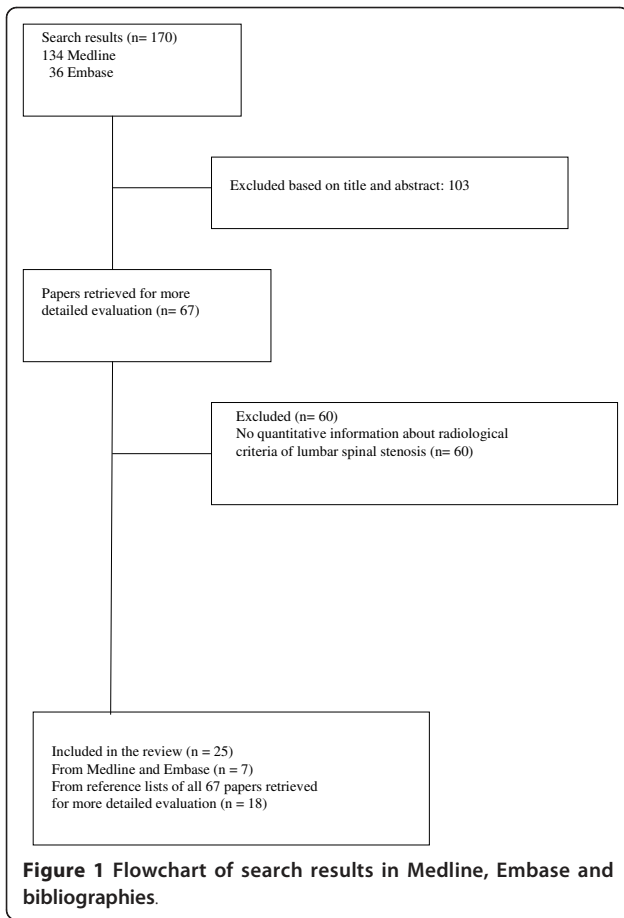 Search results (n= 170)
134 Medline
36 Embase
Excluded based on title and abstract: 103
Papers retrieved for more
detailed evaluation (n= 67)
Excluded (n= 60)
No quantitative information about radiological
criteria of lumbar spinal stenosis (n= 60)
Included in the review (n = 25)
From Medline and Embase (n = 7)
From reference lists of all 67 papers retrieved
for more detailed evaluation (n = 18)
Figure 1 Flowchart of search results in Medline, Embase and
bibliographies.